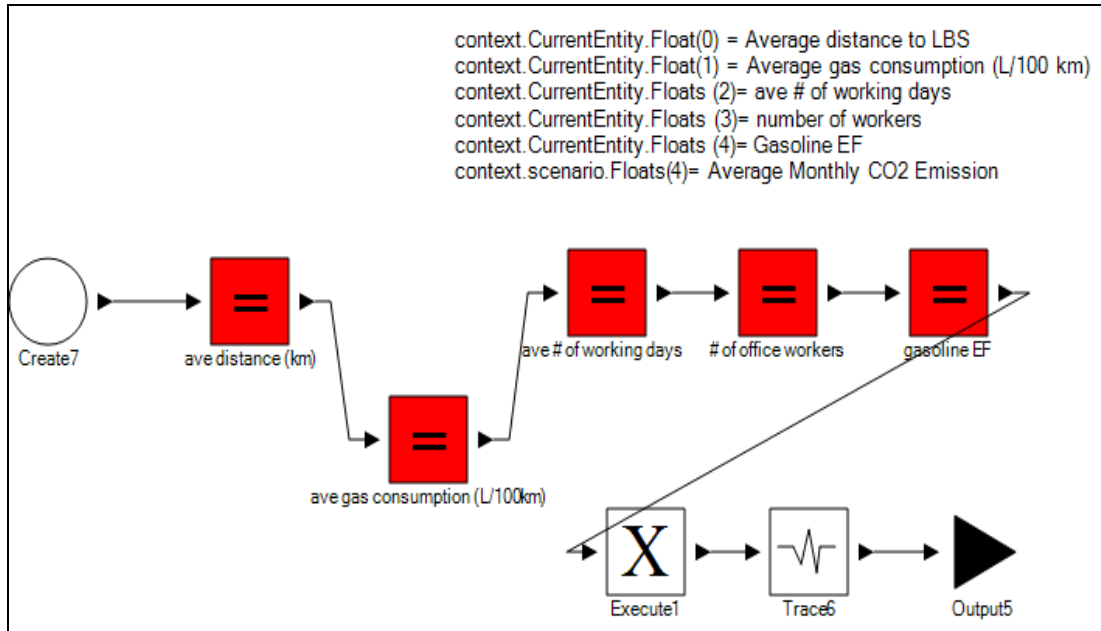 context.CurrentEntity.Float(0) = Average distance to LBS
context.CurrentEntity.Float(1) = Average gas consumption (L/100 km)
context.CurrentEntity.Floats (2)= ave # of working days
context.CurrentEntity.Floats (3)= number of workers
context.CurrentEntity.Floats (4)= Gasoline EF
context.scenario.Floats(4)= Average Monthly CO2 Emission
= = =
Create7 ave distance (km) = ave # of working days # of office workers gasoline EF
=
ave gas consumption (L/100km)
X
Execute1 Trace6 Output5